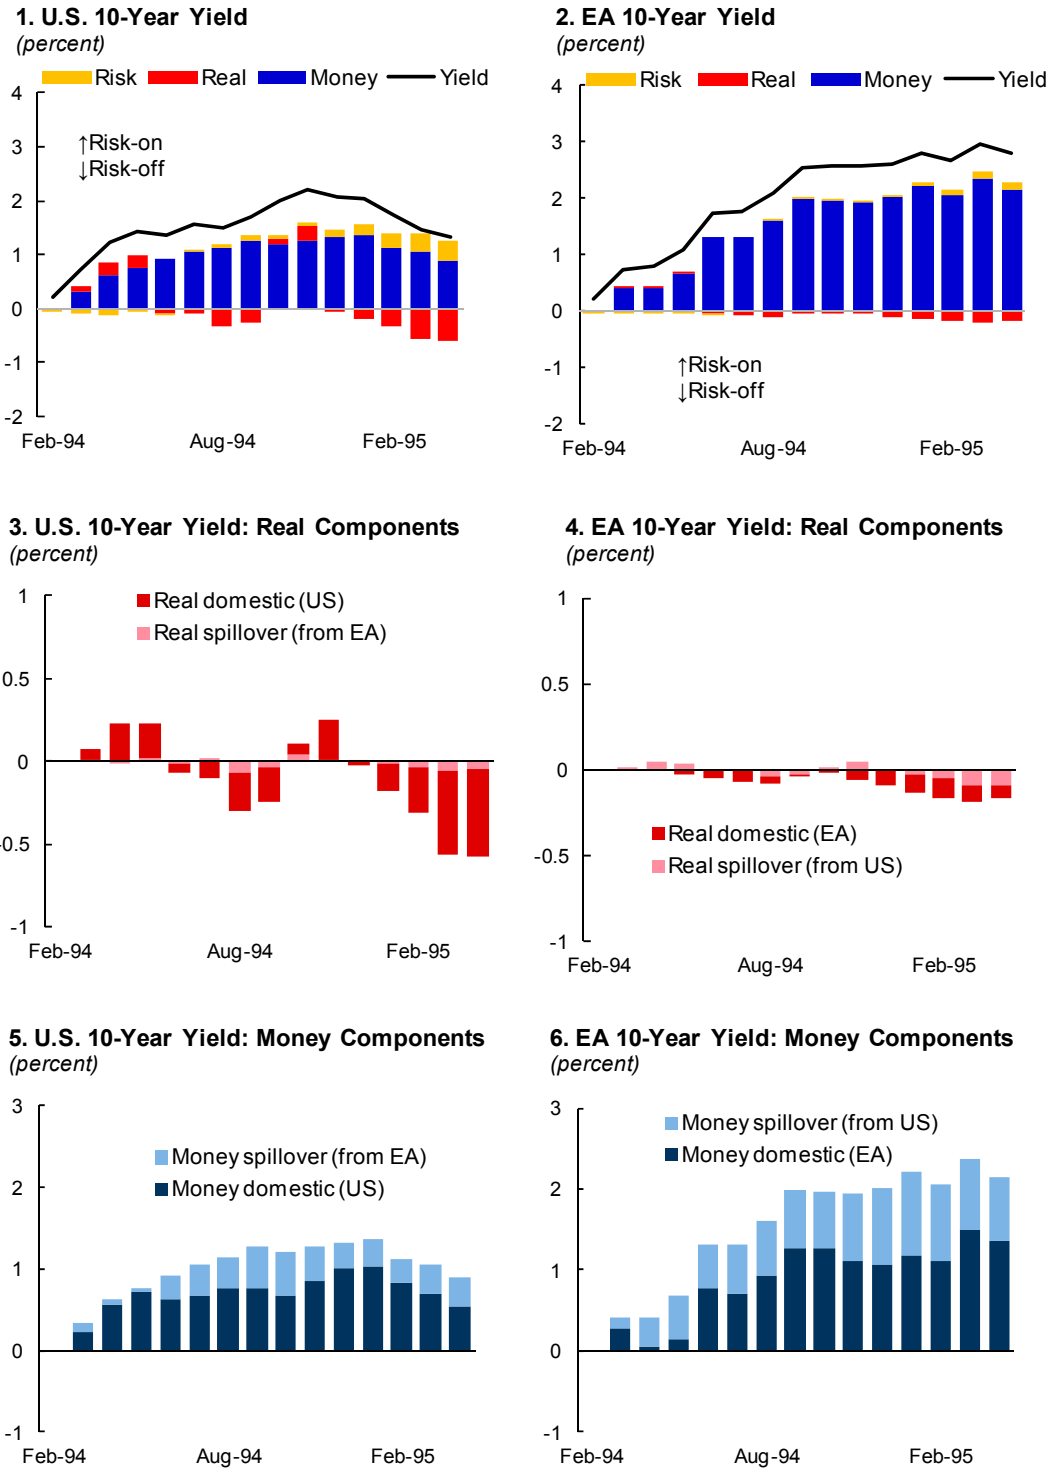 1. U.S. 10-Year Yield
(percent)
Risk Real Money Yield
4
3
2
1
0
-1
-2
↑Risk-on
↓Risk-off
Feb-94 Aug-94 Feb-95
2. EA 10-Year Yield
(percent)
Risk Real Money Yield
4
3
2
1
0
-1
-2
↑Risk-on
↓Risk-off
Feb-94 Aug-94 Feb-95
3. U.S. 10-Year Yield: Real Components
(percent)
1
0.5
0
-0.5
-1
Real domestic (US)
Real spillover (from EA)
Feb-94 Aug-94 Feb-95
4. EA 10-Year Yield: Real Components
(percent)
1
0.5
0
-0.5
-1
Real domestic (EA)
Real spillover (from US)
Feb-94 Aug-94 Feb-95
5. U.S. 10-Year Yield: Money Components
(percent)
3
2
1
0
-1
Money spillover (from EA)
Money domestic (US)
Feb-94 Aug-94 Feb-95
6. EA 10-Year Yield: Money Components
(percent)
3
2
1
0
-1
Money spillover (from US)
Money domestic (EA)
Feb-94 Aug-94 Feb-95